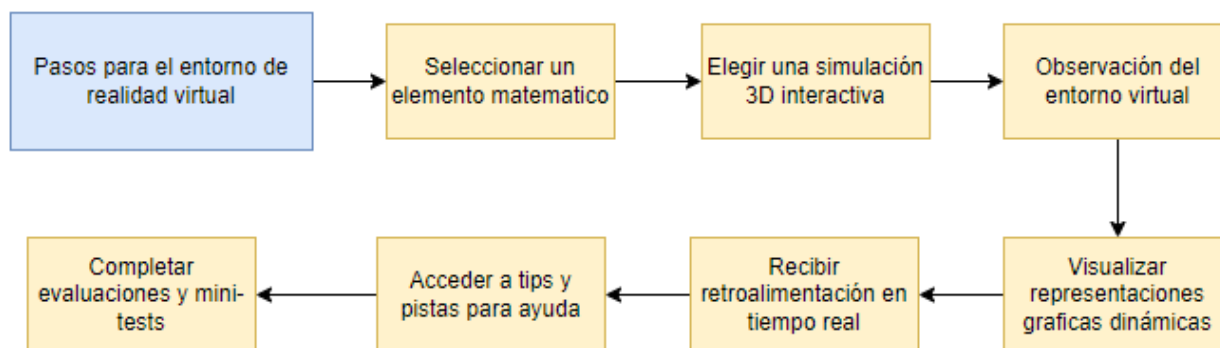 Pasos para el entorno de
realidad virtual
Seleccionar un
elemento matematico
Elegir una simulación
3D interactiva
Observación del
entorno virtual
Visualizar
representaciones
graficas dinámicas
Recibir
retroalimentación en
tiempo real
Acceder a tips y
pistas para ayuda
Completar
evaluaciones y mini-
tests